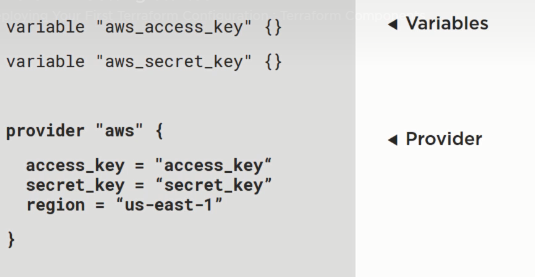 variable "aws_access_key" {}
◄ Variables
variable "aws_secret_key" {}
provider "aws" {
◄ Provider
access_key = "access_key“
secret_key = “secret_key”
region = “us-east-1”
}